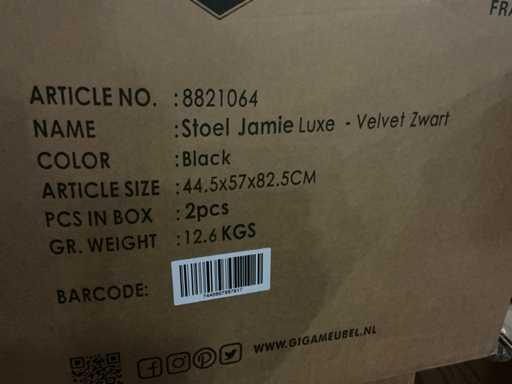 FRA
ARTICLE NO. : 8821064
NAME : Stoel Jamie Luxe - Velvet Zwart
COLOR : Black
ARTICLE SIZE : 44.5x57x82.5CM
PCS IN BOX : 2pcs
GR. WEIGHT : 12.6 KGS
BARCODE:
WWW.GIGAMEUBEL.NL